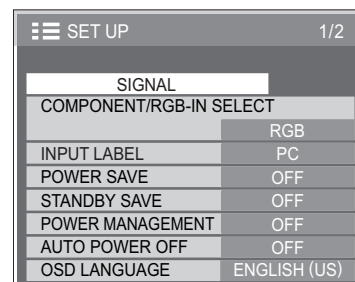 SET UP 1/2
SIGNAL
COMPONENT/RGB-IN SELECT
RGB
INPUT LABEL PC
POWER SAVE OFF
STANDBY SAVE OFF
POWER MANAGEMENT OFF
AUTO POWER OFF OFF
OSD LANGUAGE ENGLISH (US)